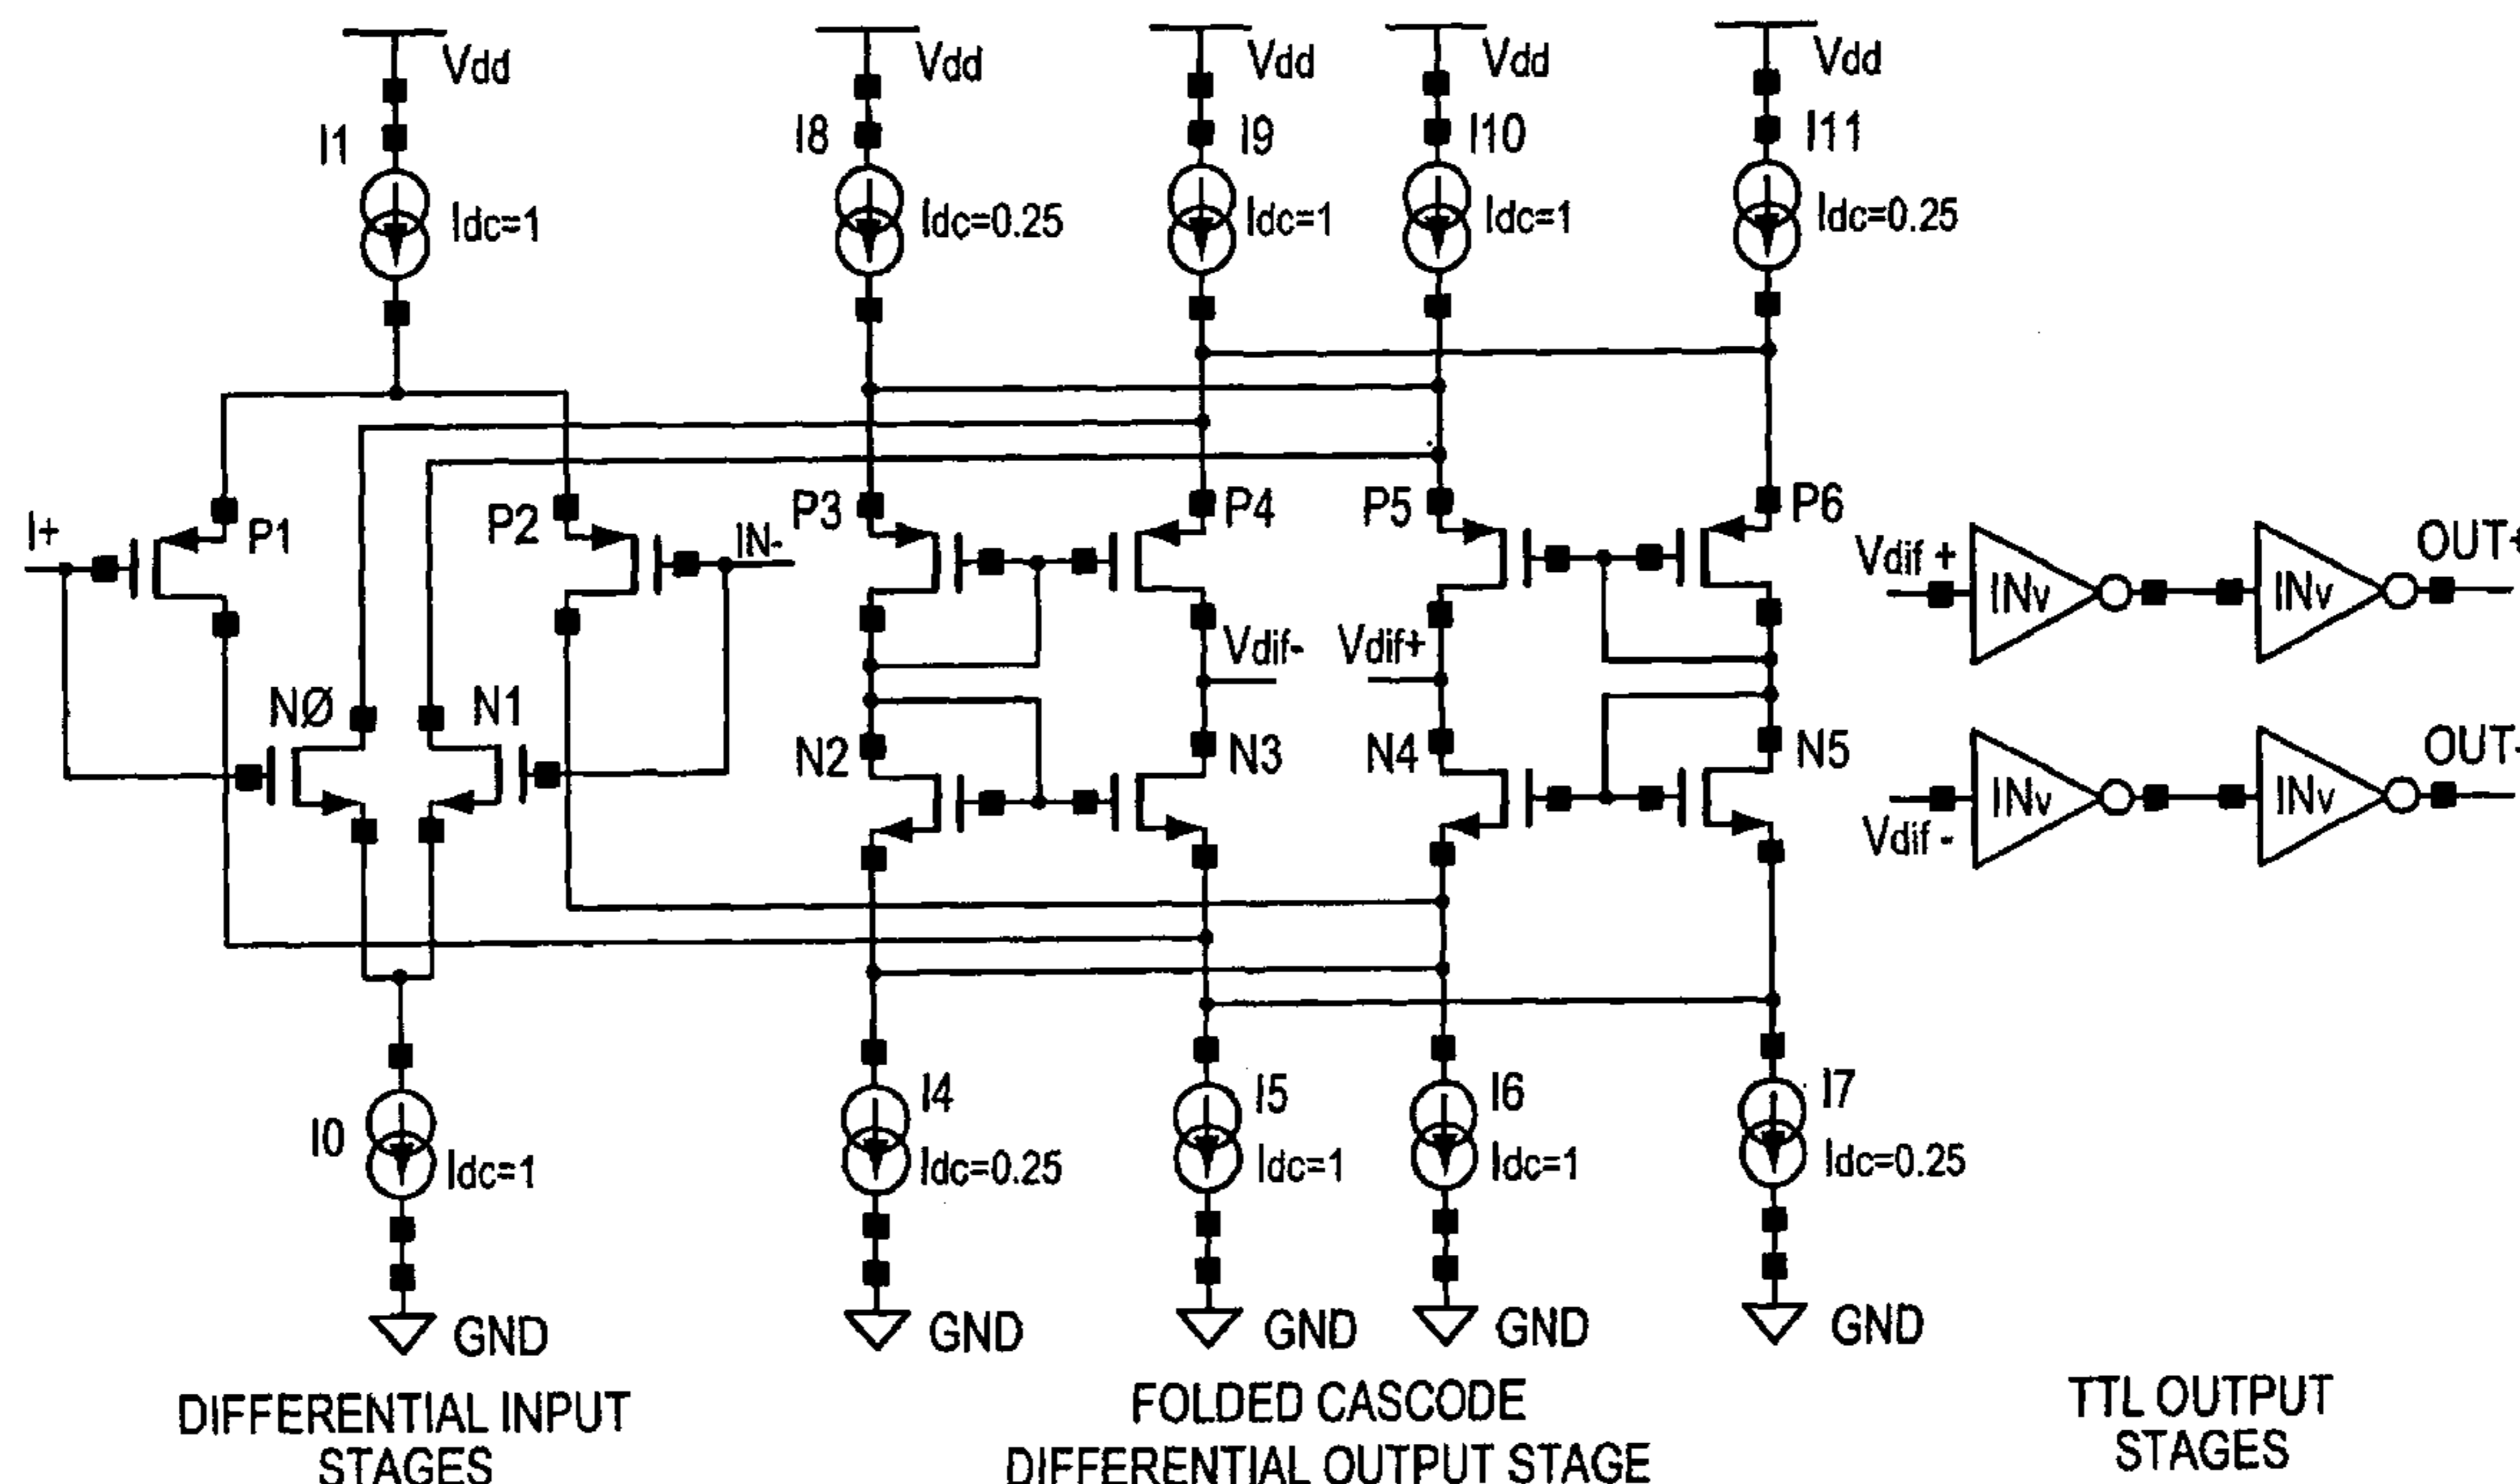 Vdd
Vdd
Vdd
Vdd
Vdd
I1
I8
I9
I10
I11
Idc=1
Idc=0.25
Idc=1
Idc=1
Idc=0.25
I+
P1
P2
IN-
P3
P4
P5
P6
Vdif +
INv
INv
OUT+
Vdif-
Vdif+
NØ
N1
N2
N3
N4
N5
Vdif -
INv
INv
OUT-
I0
Idc=1
I4
Idc=0.25
I5
Idc=1
I6
Idc=1
I7
Idc=0.25
GND
GND
GND
GND
GND
DIFFERENTIAL INPUT
STAGES
FOLDED CASCODE
DIFFERENTIAL OUTPUT STAGE
TTL OUTPUT
STAGES